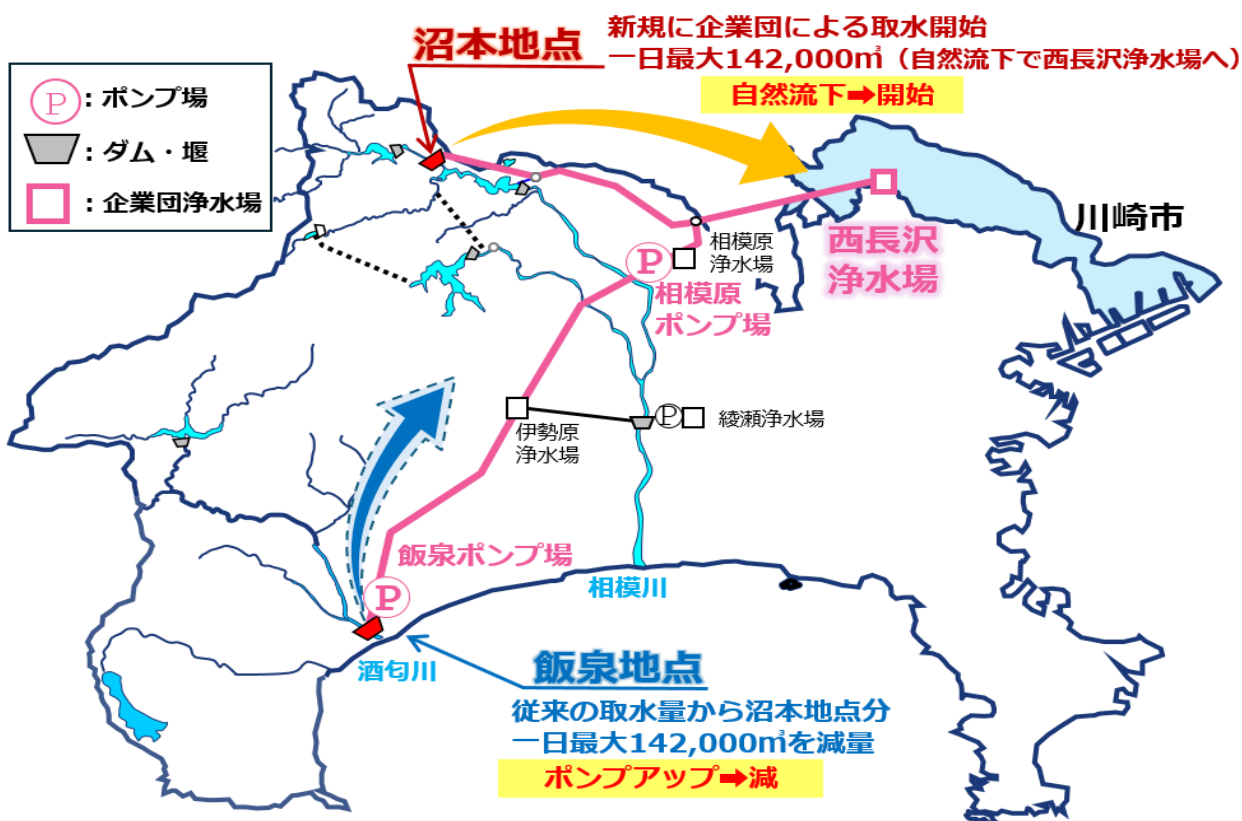 沼本地点
新規に企業団による取水開始
一日最大142,000㎥（自然流下で西長沢浄水場へ）
自然流下➡開始
P：ポンプ場
：ダム・堰
：企業団浄水場
川崎市
西長沢
浄水場
相模原
浄水場
P
相模原
ポンプ場
伊勢原
浄水場
P
綾瀬浄水場
飯泉ポンプ場
P
相模川
酒匂川
飯泉地点
従来の取水量から沼本地点分
一日最大142,000㎥を減量
ポンプアップ➡減